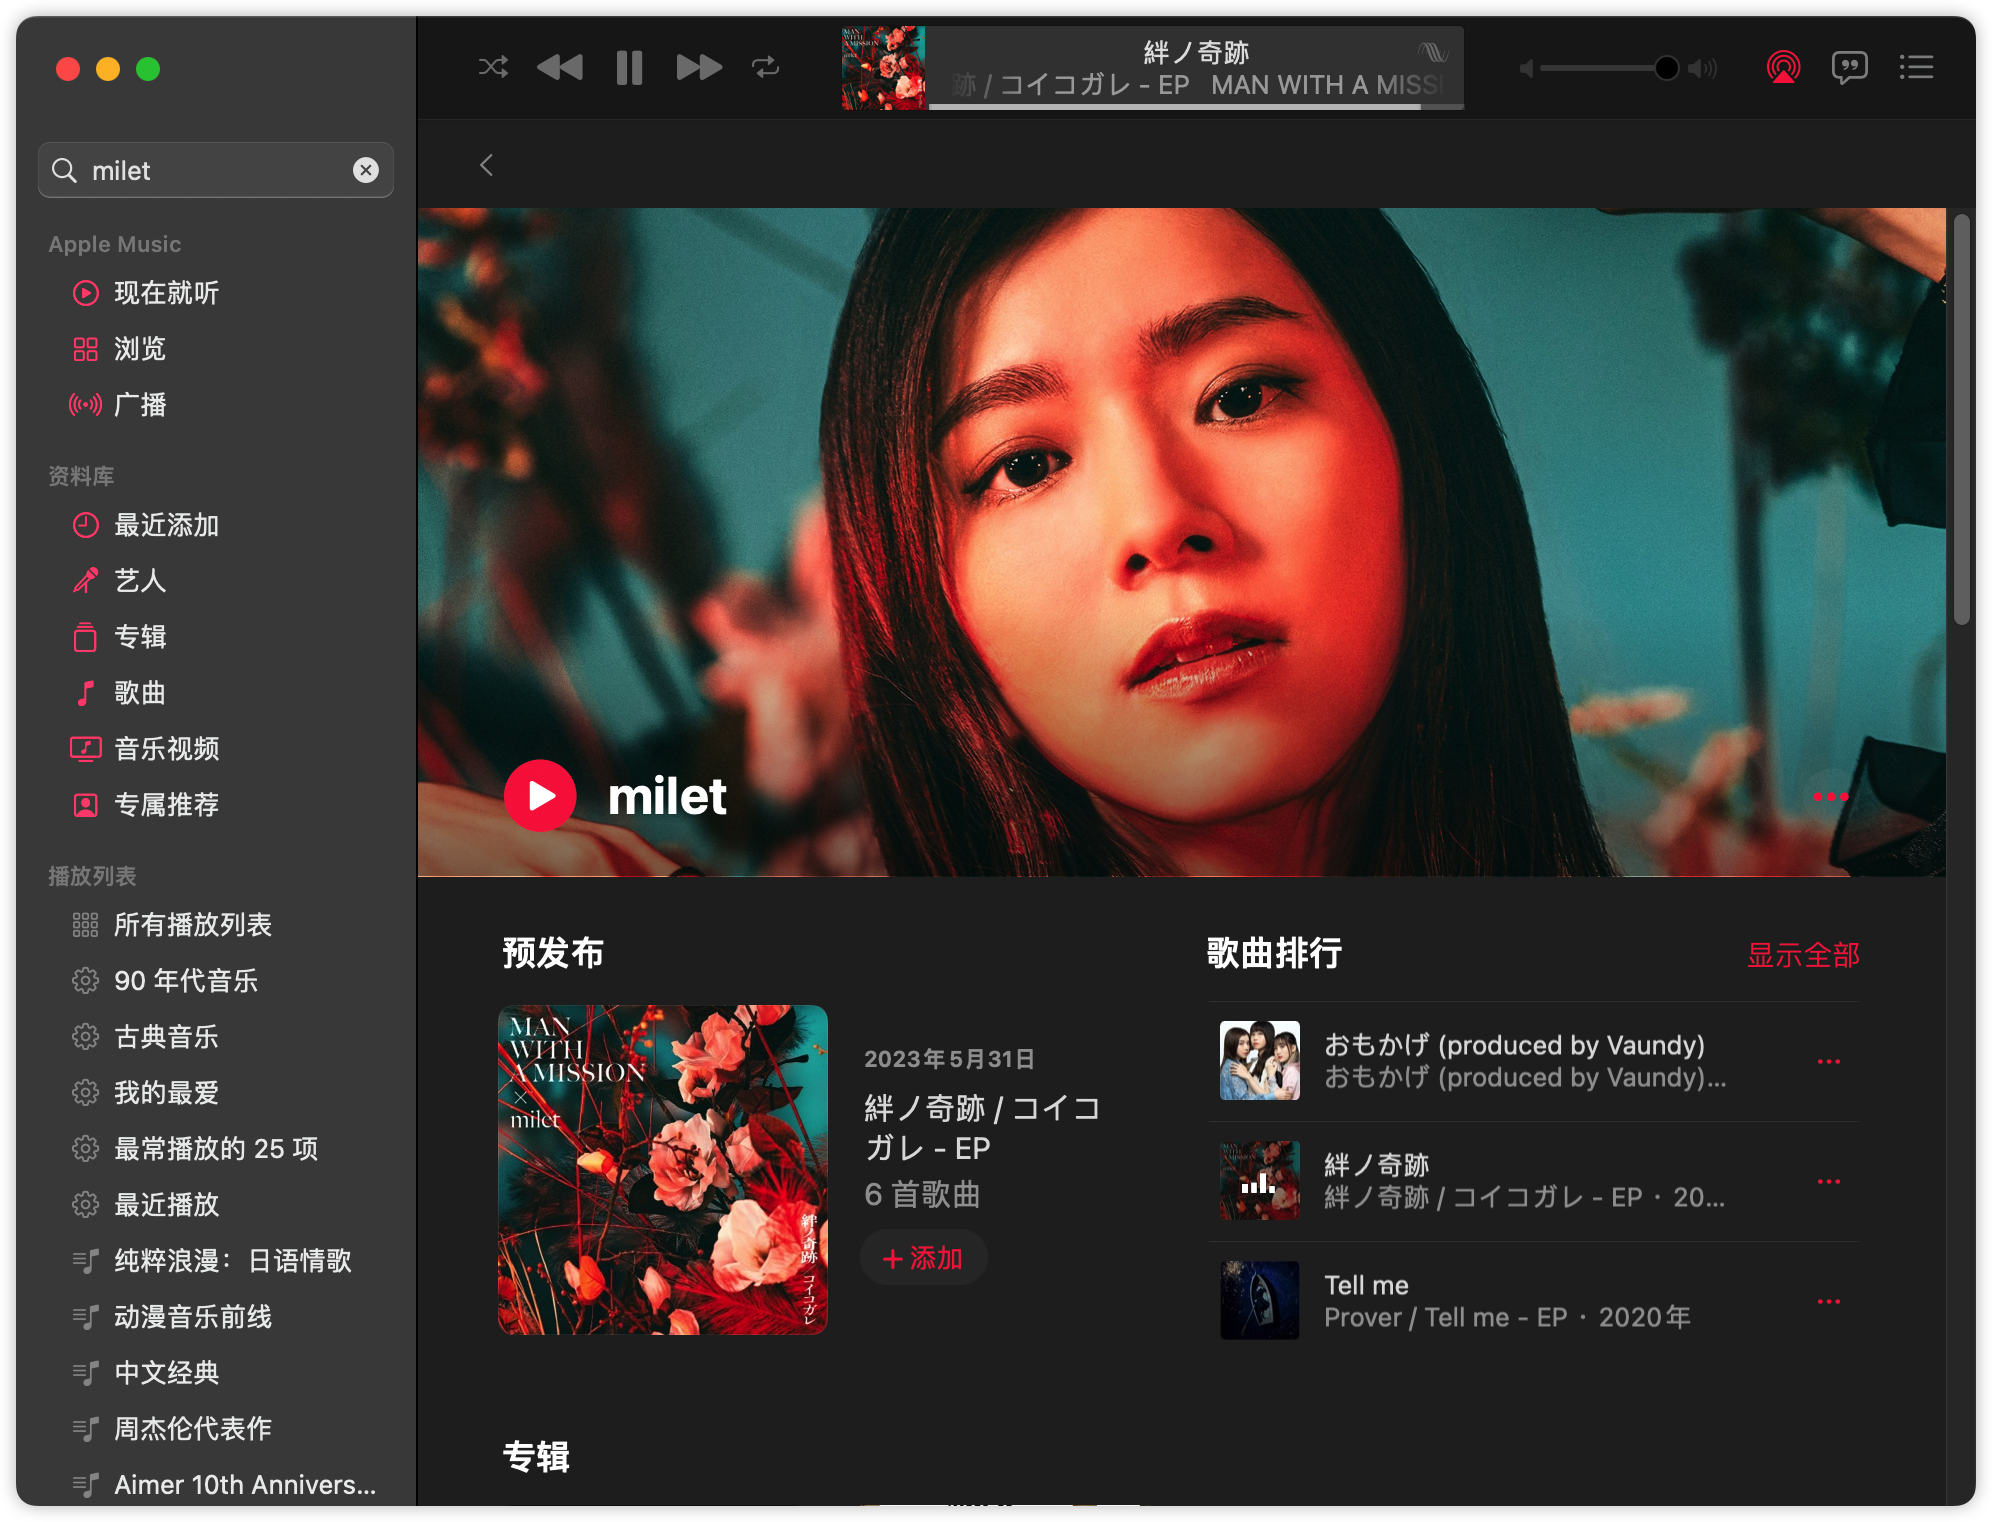 milet
Apple Music
现在就听
浏览
广播
资料库
最近添加
艺人
专辑
歌曲
音乐视频
专属推荐
播放列表
所有播放列表
90 年代音乐
古典音乐
我的最爱
最常播放的 25 项
最近播放
纯粹浪漫：日语情歌
动漫音乐前线
中文经典
周杰伦代表作
Aimer 10th Annivers...
MAN
WITH
A MISSION
絆ノ奇跡
跡 / コイコガレ - EP MAN WITH A MISSI
milet
预发布
MAN
WITH
A MISSION
×
milet
絆ノ奇跡 / コイコガレ
2023年5月31日
絆ノ奇跡 / コイコ
ガレ - EP
6 首歌曲
+ 添加
歌曲排行
显示全部
おもかげ (produced by Vaundy)
おもかげ (produced by Vaundy)...
絆ノ奇跡
絆ノ奇跡 / コイコガレ - EP · 20...
Tell me
Prover / Tell me - EP · 2020年
专辑